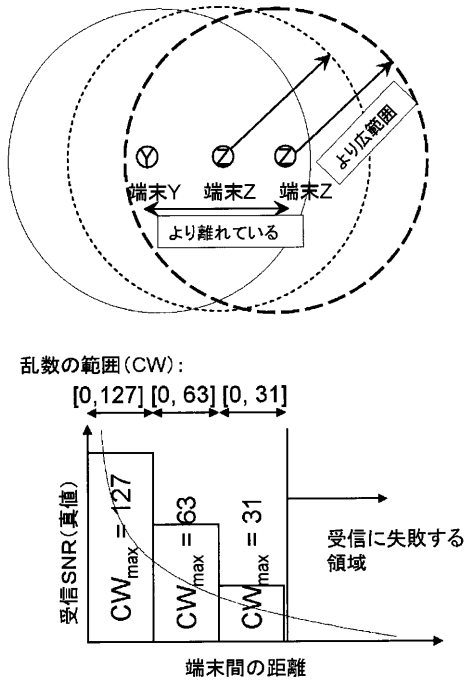 Y Z Z
端末Y 端末Z 端末Z
より広範囲
より離れている
乱数の範囲(CW):
[0,127] [0, 63] [0, 31]
受信SNR(真値)
CWmax = 127
CWmax = 63
CWmax = 31
受信に失敗する
領域
端末間の距離